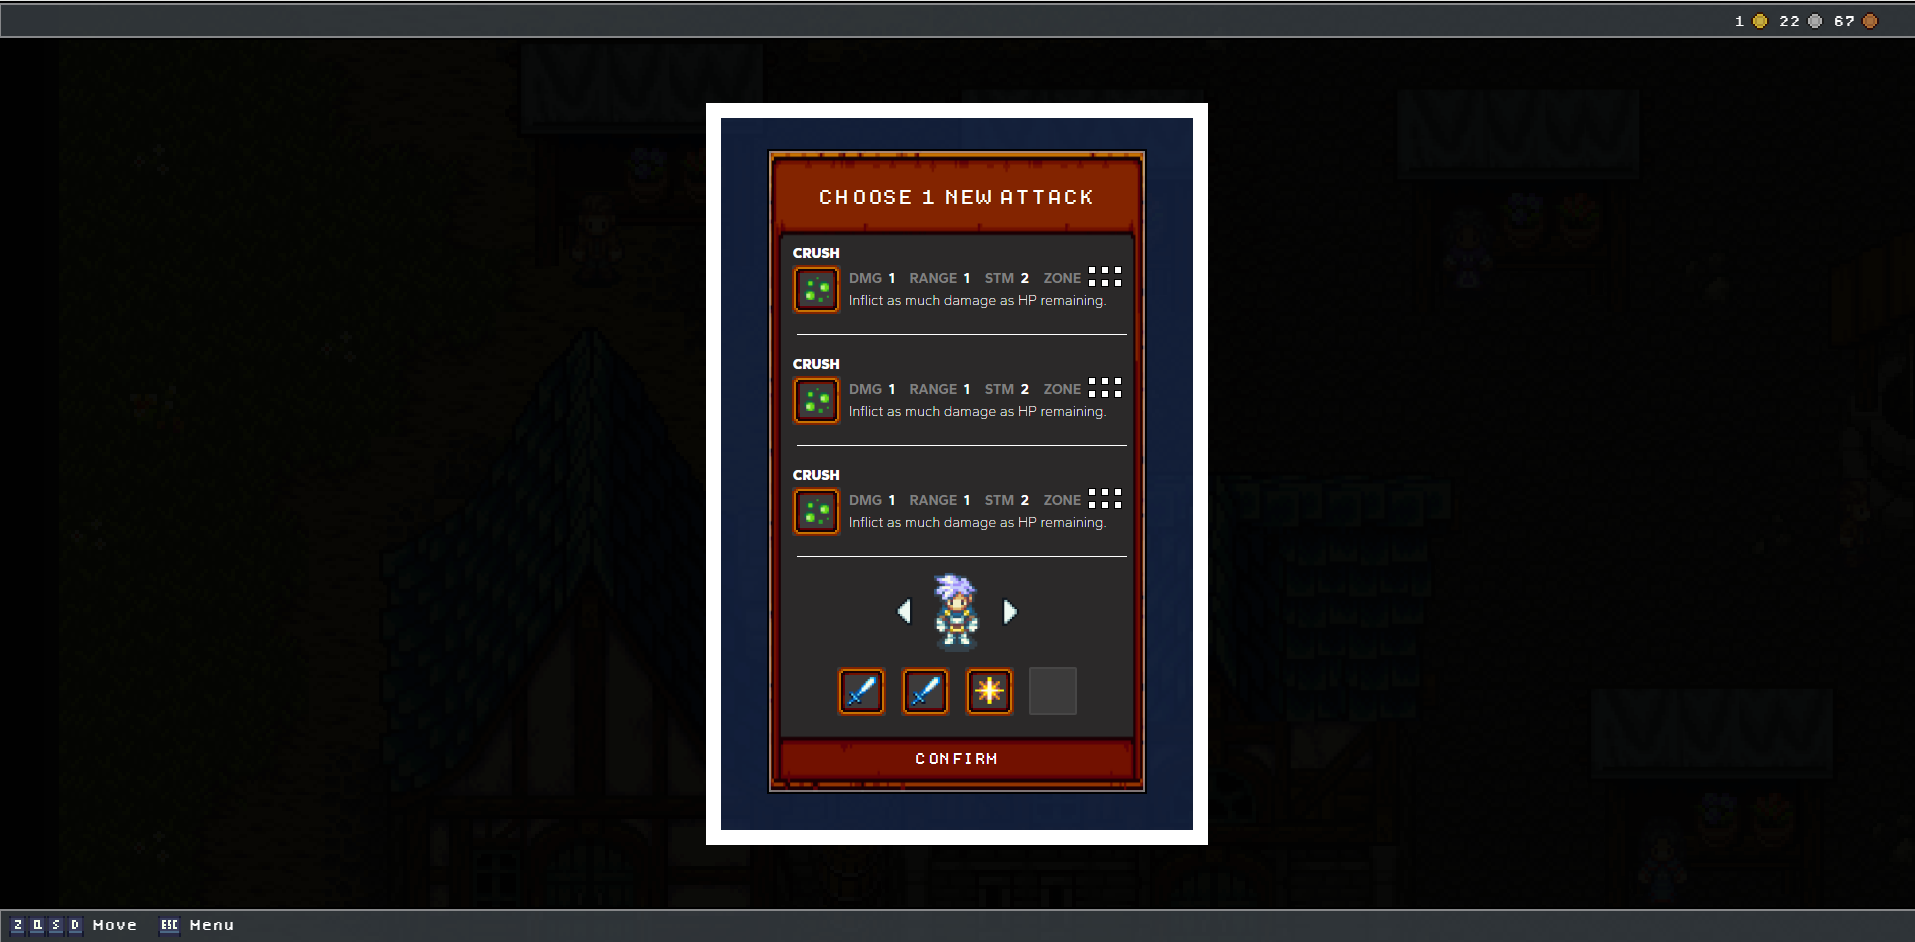 1 22 67
CHOOSE 1 NEW ATTACK
CRUSH
DMG 1 RANGE 1 STM 2 ZONE
Inflict as much damage as HP remaining.
CRUSH
DMG 1 RANGE 1 STM 2 ZONE
Inflict as much damage as HP remaining.
CRUSH
DMG 1 RANGE 1 STM 2 ZONE
Inflict as much damage as HP remaining.
CONFIRM
Z Q S D Move ESC Menu